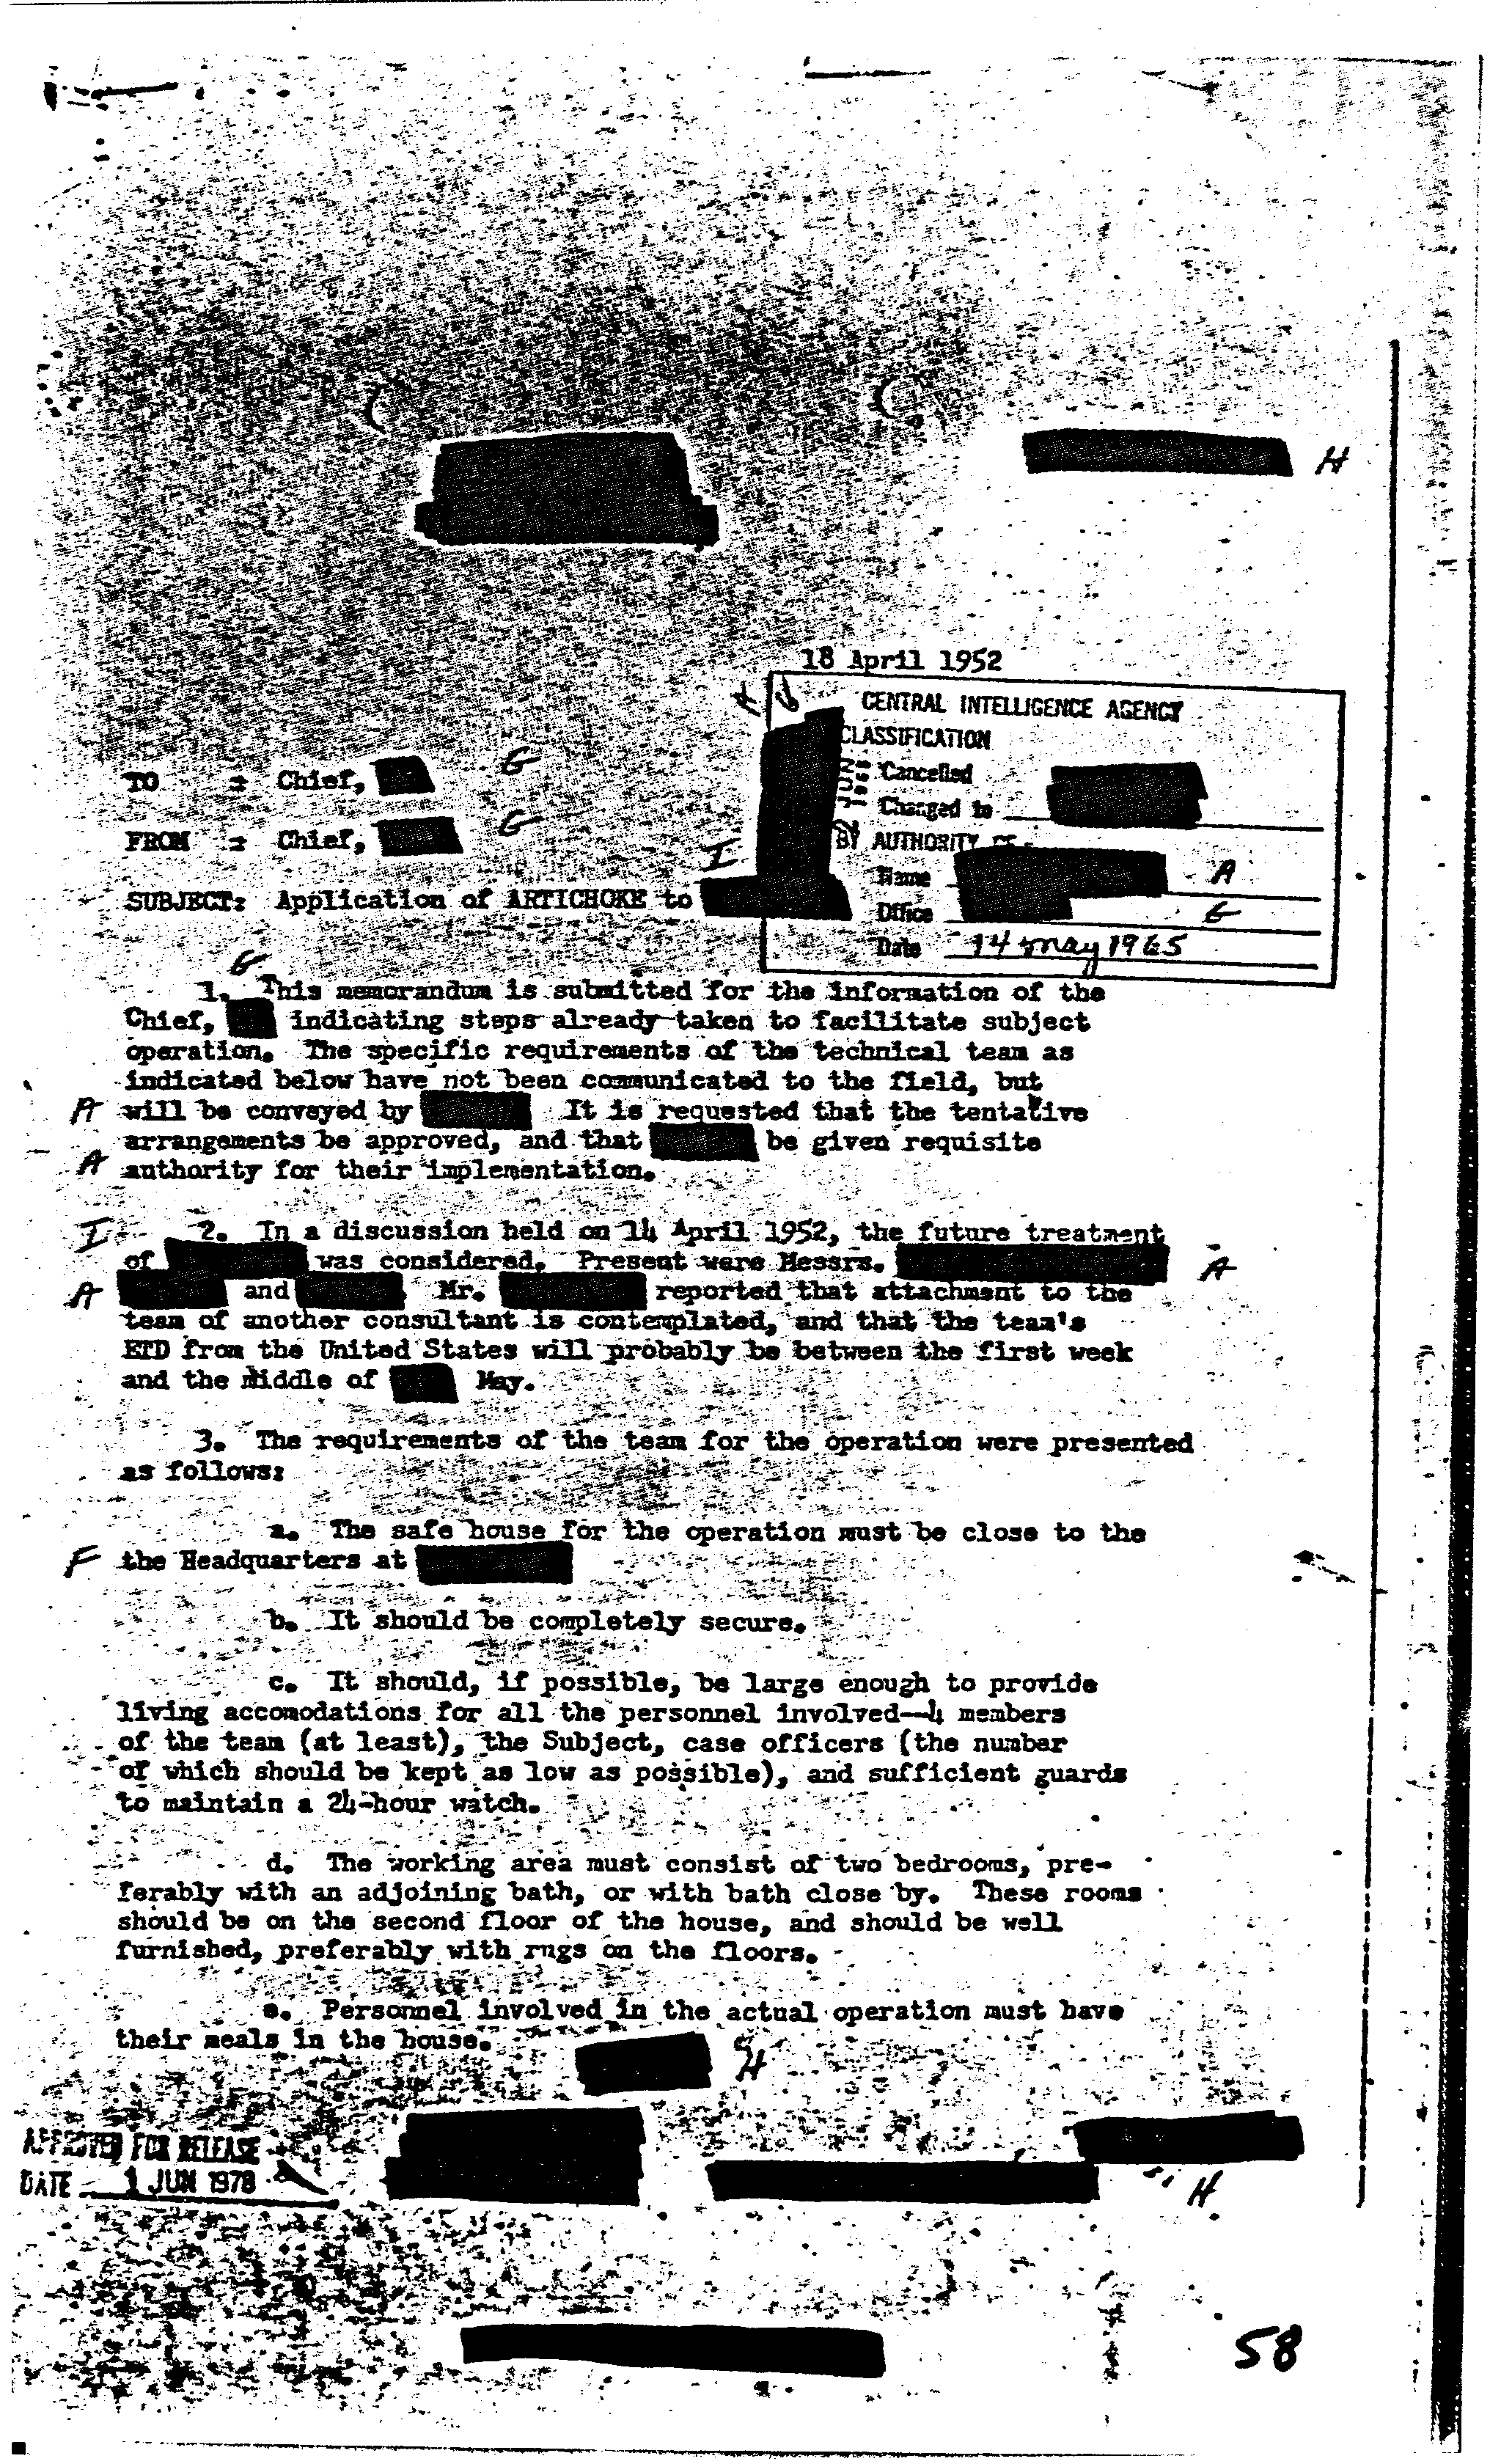 H
18 April 1952
CENTRAL INTELLIGENCE AGENCY
CLASSIFICATION
Cancelled
Changed to
BY AUTHORITY OF
Name A
Office G
Date 14 May 1965
TO : Chief, G
FROM : Chief, G
I
SUBJECT: Application of ARTICHOKE to
G
1. This memorandum is submitted for the information of the
Chief, indicating steps already taken to facilitate subject
operation. The specific requirements of the technical team as
indicated below have not been communicated to the field, but
A will be conveyed by It is requested that the tentative
arrangements be approved, and that be given requisite
A authority for their implementation.
I 2. In a discussion held on 14 April 1952, the future treatment
of was considered. Present were Messrs. A
A and Mr. reported that attachment to the
team of another consultant is contemplated, and that the team's
ETD from the United States will probably be between the first week
and the middle of May.
3. The requirements of the team for the operation were presented
as follows:
a. The safe house for the operation must be close to the
F the Headquarters at
b. It should be completely secure.
c. It should, if possible, be large enough to provide
living accomodations for all the personnel involved--4 members
of the team (at least), the Subject, case officers (the number
of which should be kept as low as possible), and sufficient guards
to maintain a 24-hour watch.
d. The working area must consist of two bedrooms, pre-
ferably with an adjoining bath, or with bath close by. These rooms
should be on the second floor of the house, and should be well
furnished, preferably with rugs on the floors.
e. Personnel involved in the actual operation must have
their meals in the house.
H
APPROVED FOR RELEASE
DATE 1 JUN 1978
H
58